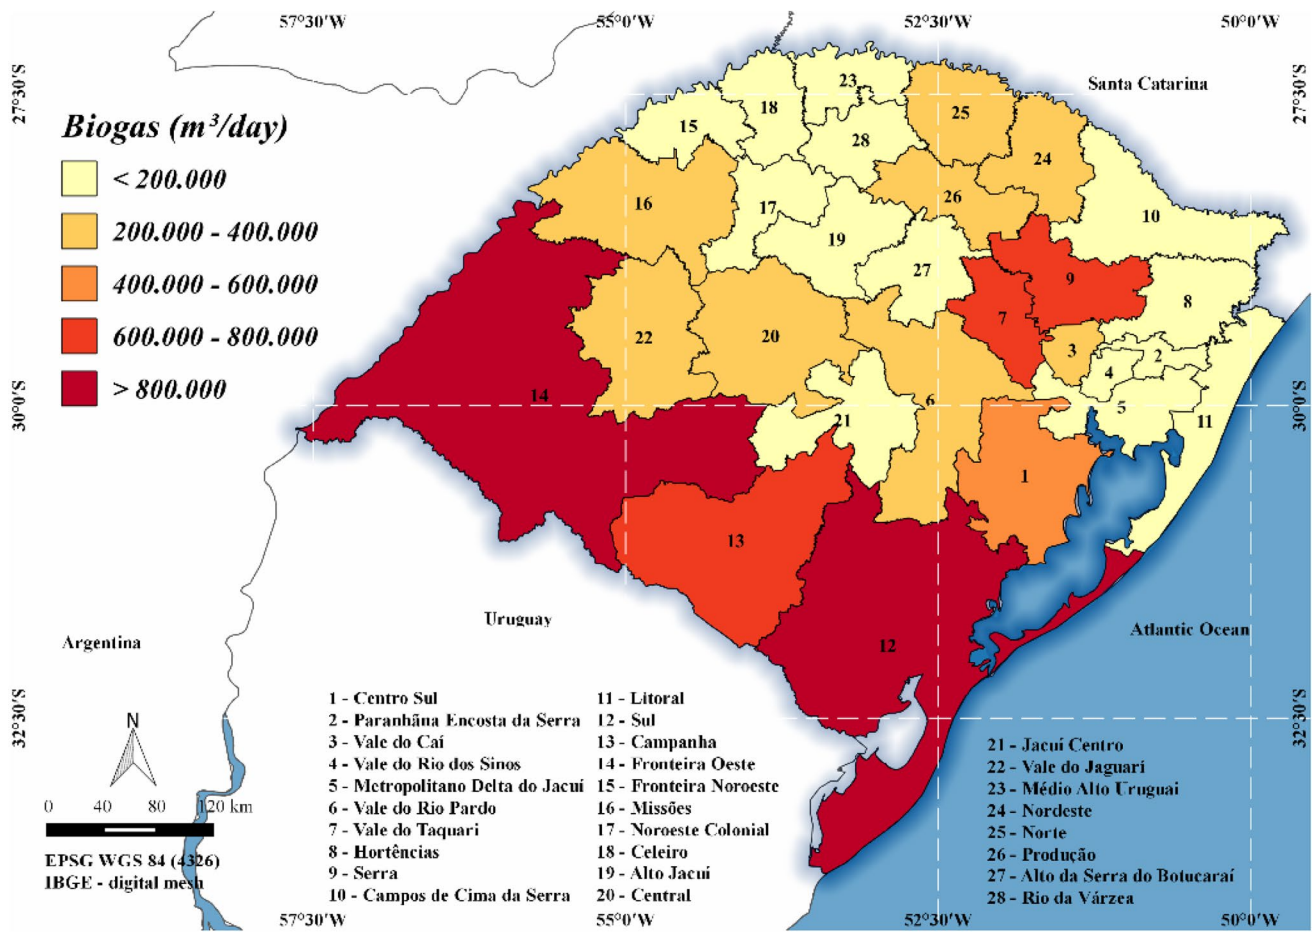 57°30'W 55°0'W 52°30'W 50°0'W
27°30'S
27°30'S
Santa Catarina
Biogas (m³/day)
< 200.000
200.000 - 400.000
400.000 - 600.000
600.000 - 800.000
> 800.000
23
18
25
15
28
24
16
26
17
10
19
27
9
8
7
22
20
3
2
4
14
6
5
21
11
30°0'S
30°0'S
1
13
12
Uruguay
Argentina
Atlantic Ocean
N
0 40 80 120 km
EPSG WGS 84 (4326)
IBGE - digital mesh
32°30'S
32°30'S
1 - Centro Sul
2 - Paranhãna Encosta da Serra
3 - Vale do Caí
4 - Vale do Rio dos Sinos
5 - Metropolitano Delta do Jacuí
6 - Vale do Rio Pardo
7 - Vale do Taquari
8 - Hortências
9 - Serra
10 - Campos de Cima da Serra
11 - Litoral
12 - Sul
13 - Campanha
14 - Fronteira Oeste
15 - Fronteira Noroeste
16 - Missões
17 - Noroeste Colonial
18 - Celeiro
19 - Alto Jacuí
20 - Central
21 - Jacuí Centro
22 - Vale do Jaguari
23 - Médio Alto Uruguai
24 - Nordeste
25 - Norte
26 - Produção
27 - Alto da Serra do Botucaraí
28 - Rio da Várzea
57°30'W 55°0'W 52°30'W 50°0'W